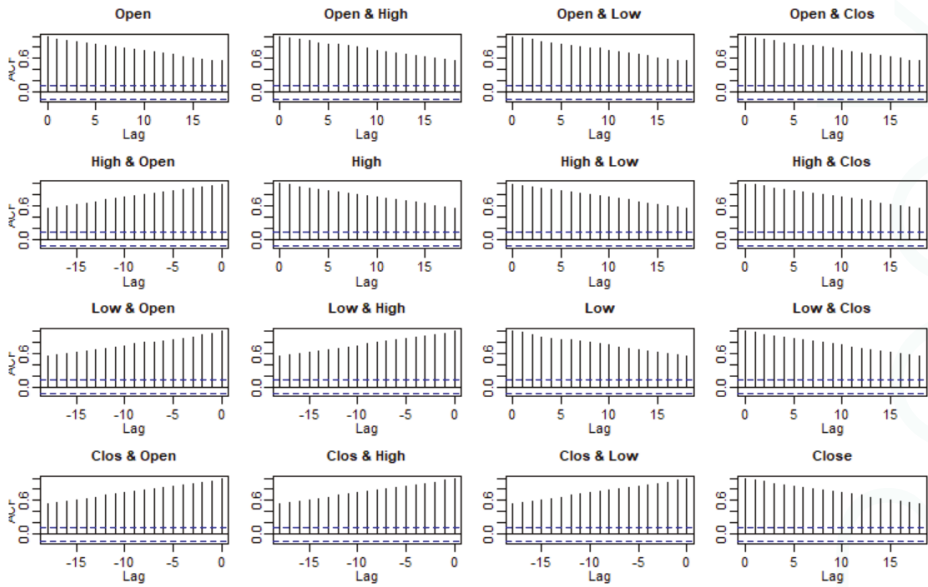 Open Open & High Open & Low Open & Clos
0.0 0.6 0.0 0.6 0.0 0.6 0.0 0.6
0 5 10 15 0 5 10 15 0 5 10 15 0 5 10 15
Lag Lag Lag Lag
High & Open High High & Low High & Clos
0.0 0.6 0.0 0.6 0.0 0.6 0.0 0.6
-15 -10 -5 0 0 5 10 15 0 5 10 15 0 5 10 15
Lag Lag Lag Lag
Low & Open Low & High Low Low & Clos
0.0 0.6 0.0 0.6 0.0 0.6 0.0 0.6
-15 -10 -5 0 -15 -10 -5 0 0 5 10 15 0 5 10 15
Lag Lag Lag Lag
Clos & Open Clos & High Clos & Low Close
0.0 0.6 0.0 0.6 0.0 0.6 0.0 0.6
-15 -10 -5 0 -15 -10 -5 0 -15 -10 -5 0 0 5 10 15
Lag Lag Lag Lag